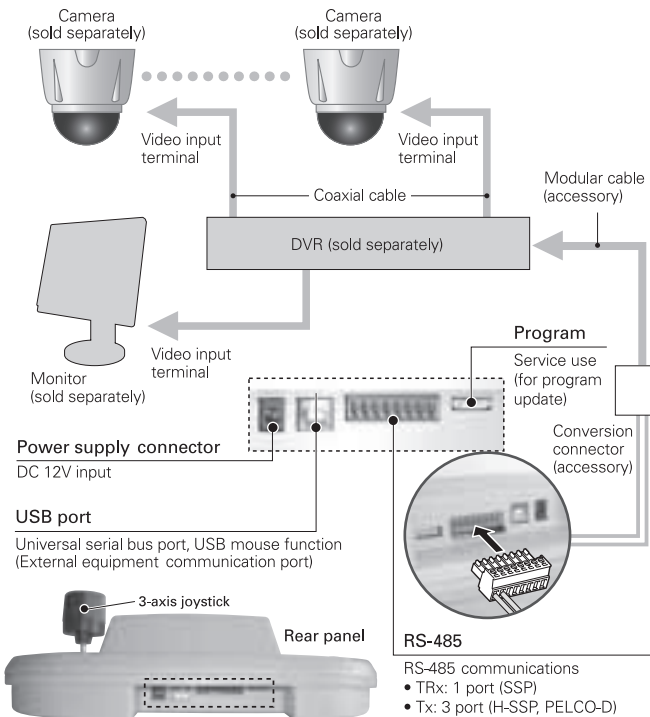 Camera
(sold separately)
Camera
(sold separately)
Video input
terminal
Video input
terminal
Modular cable
(accessory)
Coaxial cable
DVR (sold separately)
Video input
terminal
Monitor
(sold separately)
Program
Service use
(for program
update)
Conversion
connector
(accessory)
Power supply connector
DC 12V input
USB port
Universal serial bus port, USB mouse function
(External equipment communication port)
3-axis joystick
Rear panel
RS-485
RS-485 communications
• TRx: 1 port (SSP)
• Tx: 3 port (H-SSP, PELCO-D)